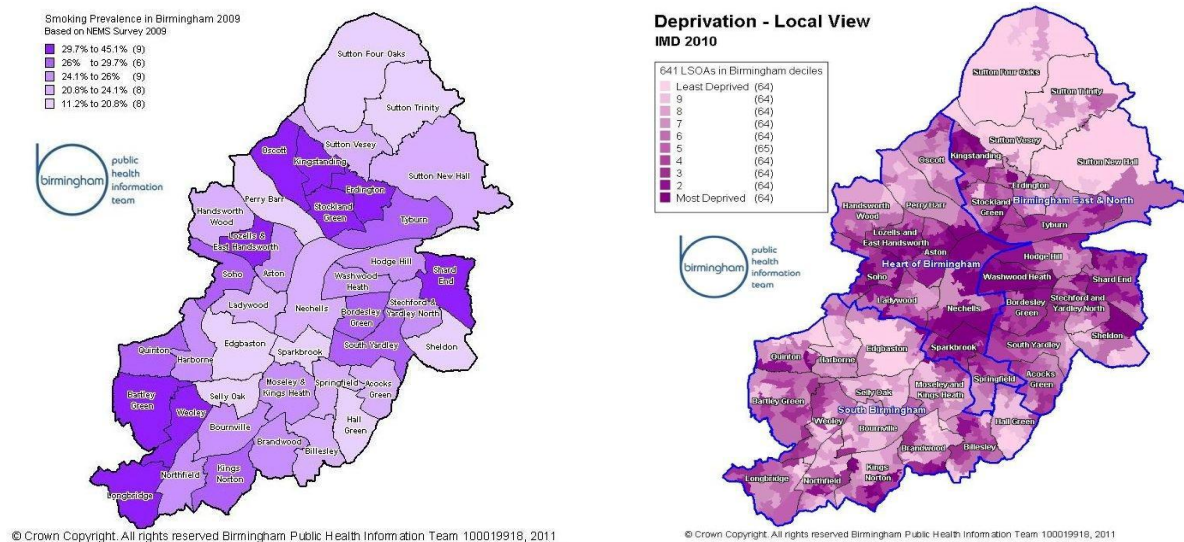 Smoking Prevalence in Birmingham 2009
Based on NEMS Survey 2009
29.7% to 45.1% (9)
26% to 29.7% (6)
24.1% to 26% (9)
20.8% to 24.1% (8)
11.2% to 20.8% (8)
birmingham
public
health
information
team
Sutton Four Oaks
Sutton Trinity
Sutton Vesey
Oscott
Kingstanding
Sutton New Hall
Erdington
Perry Barr
Stockland
Green
Handsworth
Wood
Tyburn
Lozells &
East Handsworth
Hodge Hill
Soho
Aston
Washwood
Heath
Shard
End
Ladywood
Nechells
Bordesley
Green
Stechford &
Yardley North
Edgbaston
South Yardley
Sheldon
Quinton
Harborne
Sparkbrook
Bartley
Green
Selly Oak
Moseley &
Kings Heath
Springfield
Acocks
Green
Weoley
Bournville
Hall
Green
Brandwood
Billesley
Northfield
Kings
Norton
Longbridge
© Crown Copyright. All rights reserved Birmingham Public Health Information Team 100019918, 2011
Deprivation - Local View
IMD 2010
641 LSOAs in Birmingham deciles
Least Deprived (64)
9 (64)
8 (64)
7 (64)
6 (64)
5 (65)
4 (64)
3 (64)
2 (64)
Most Deprived (64)
birmingham
public
health
information
team
Sutton Four Oaks
Sutton Trinity
Sutton Vesey
Oscott
Kingstanding
Sutton New Hall
Erdington
Birmingham East & North
Perry Barr
Stockland
Green
Handsworth
Wood
Tyburn
Lozells and
East Handsworth
Aston
Hodge Hill
Heart of Birmingham
Soho
Washwood Heath
Shard End
Ladywood
Nechells
Bordesley
Green
Stechford and
Yardley North
Sheldon
Edgbaston
Sparkbrook
South Yardley
Quinton
Harborne
Bartley Green
Selly Oak
Moseley and
Kings Heath
Springfield
Acocks
Green
South Birmingham
Weoley
Bournville
Hall Green
Brandwood
Billesley
Longbridge
Northfield
Kings
Norton
© Crown Copyright. All rights reserved Birmingham Public Health Information Team 100019918, 2011